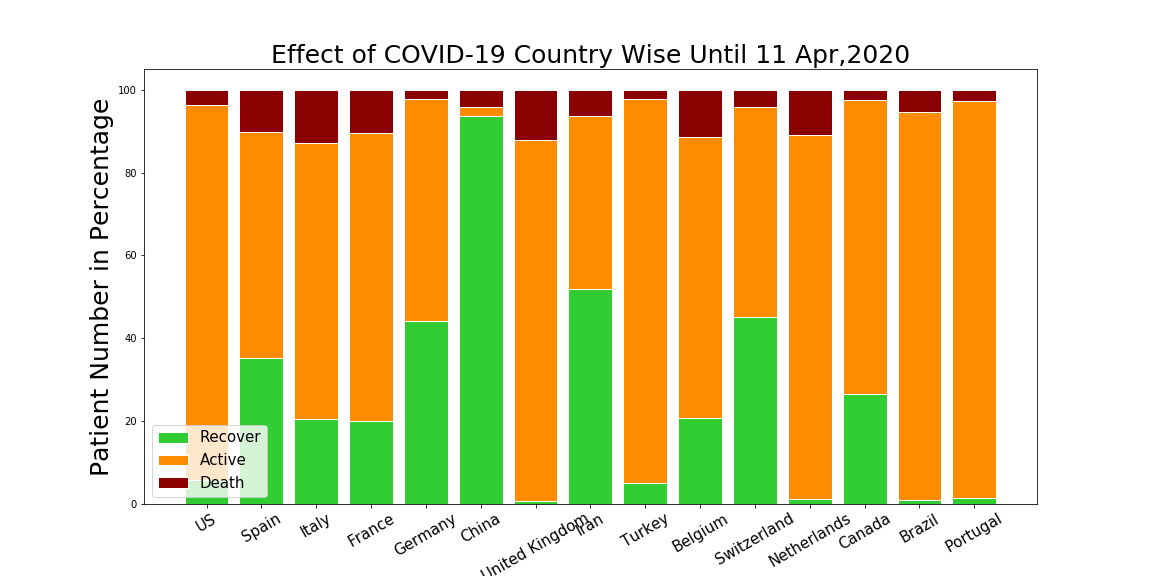 Effect of COVID-19 Country Wise Until 11 Apr,2020
Patient Number in Percentage
100
80
60
40
20
0
Recover
Active
Death
US
Spain
Italy
France
Germany
China
United Kingdom
Iran
Turkey
Belgium
Switzerland
Netherlands
Canada
Brazil
Portugal